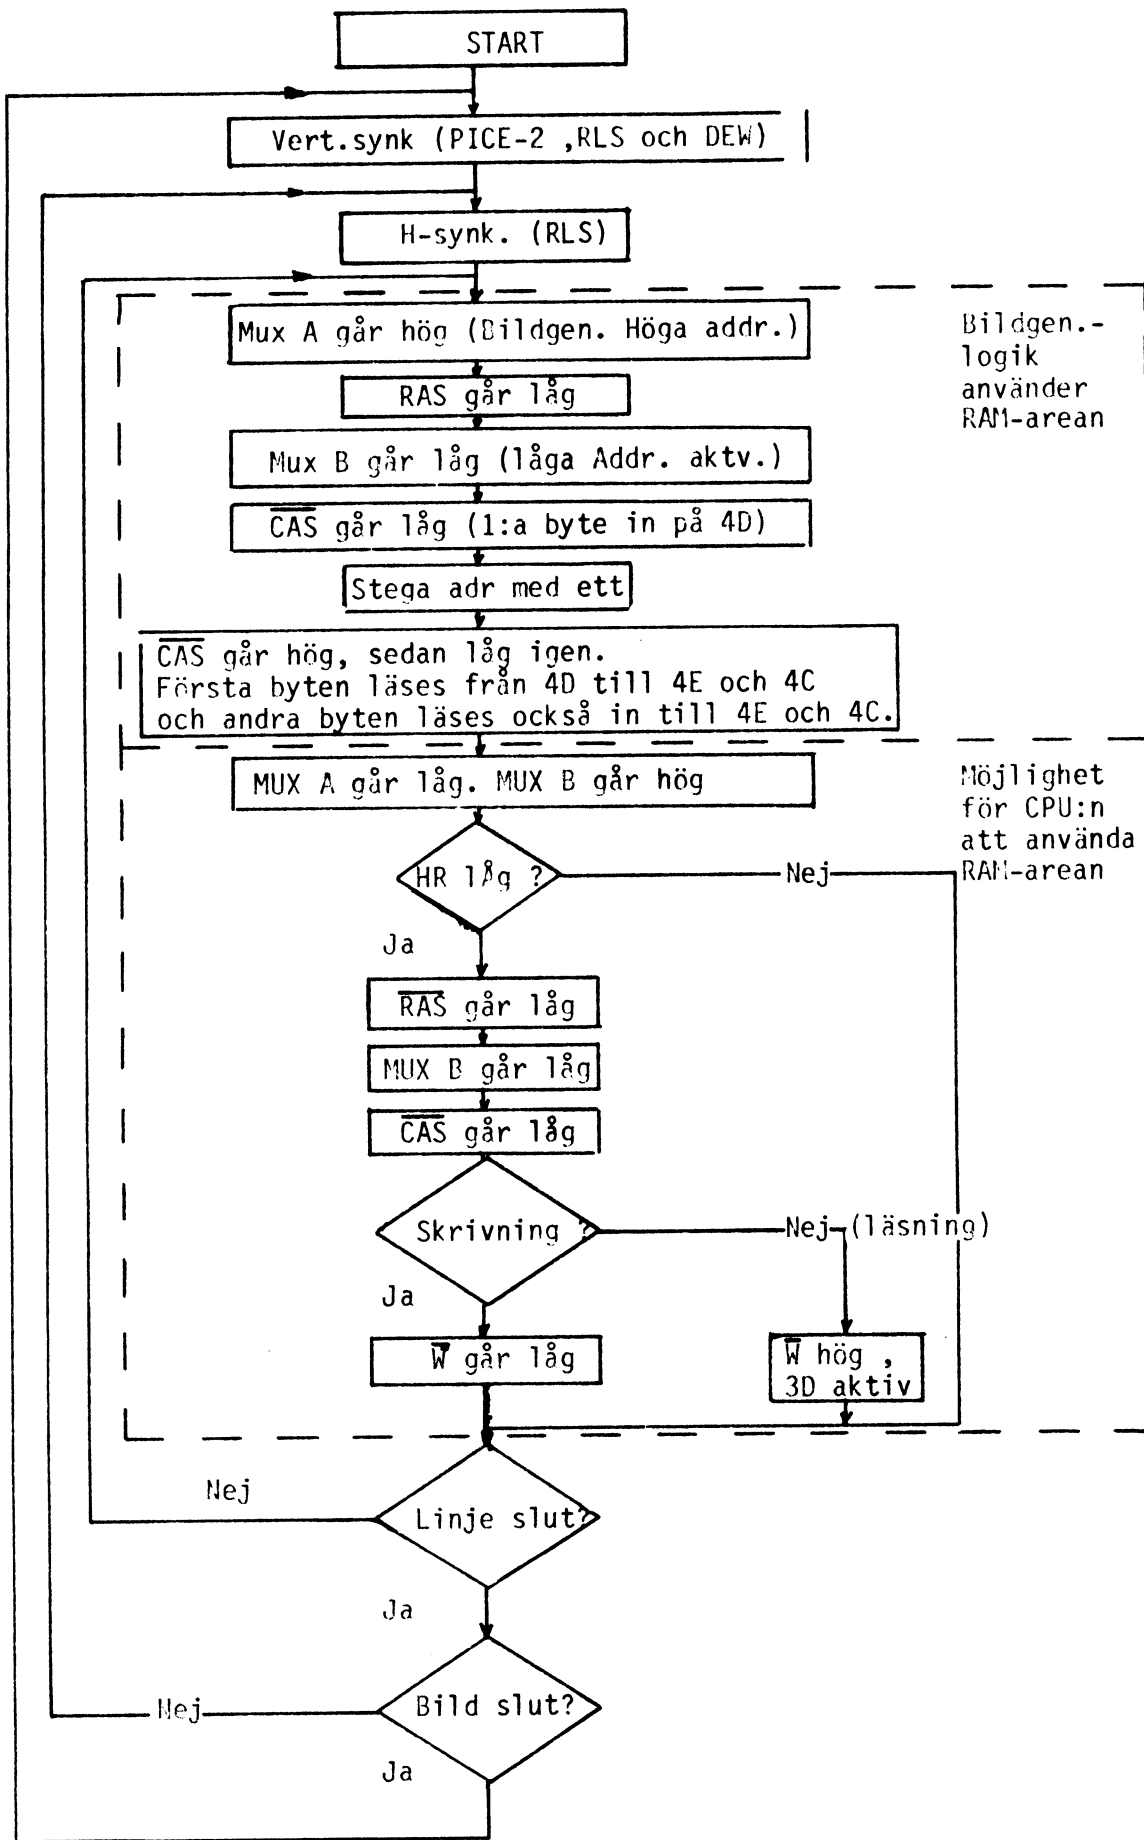 START
Vert.synk (PICE-2 ,RLS och DEW)
H-synk. (RLS)
Mux A går hög (Bildgen. Höga addr.)
Bildgen.-
logik
använder
RAM-arean
RAS går låg
Mux B går låg (låga Addr. aktv.)
C̅A̅S̅ går låg (1:a byte in på 4D)
Stega adr med ett
C̅A̅S̅ går hög, sedan låg igen.
Första byten läses från 4D till 4E och 4C
och andra byten läses också in till 4E och 4C.
MUX A går låg. MUX B går hög
Möjlighet
för CPU:n
att använda
RAM-arean
HR lÅg ?
Nej
Ja
R̅A̅S̅ går låg
MUX B går låg
C̅A̅S̅ går låg
Skrivning ?
Nej (läsning)
Ja
W̅ går låg
W̅ hög ,
3D aktiv
Nej
Linje slut?
Ja
Nej
Bild slut?
Ja